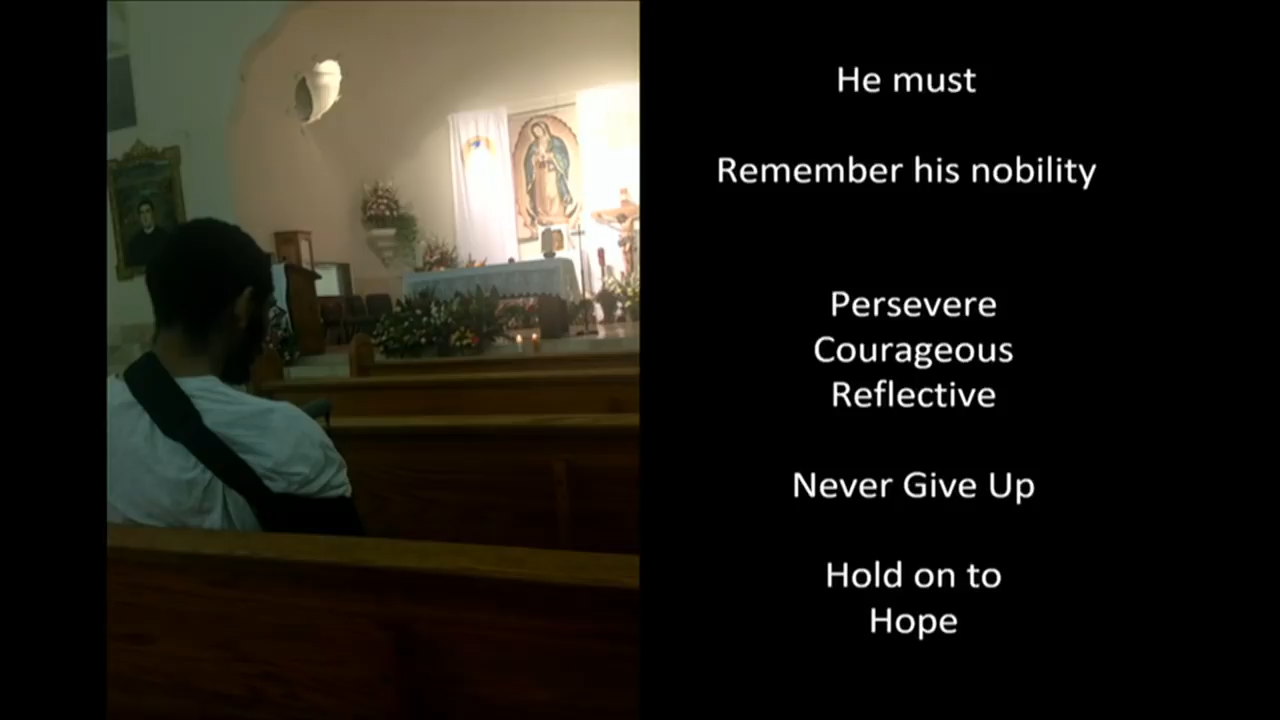 He must
Remember his nobility
Persevere
Courageous
Reflective
Never Give Up
Hold on to
Hope